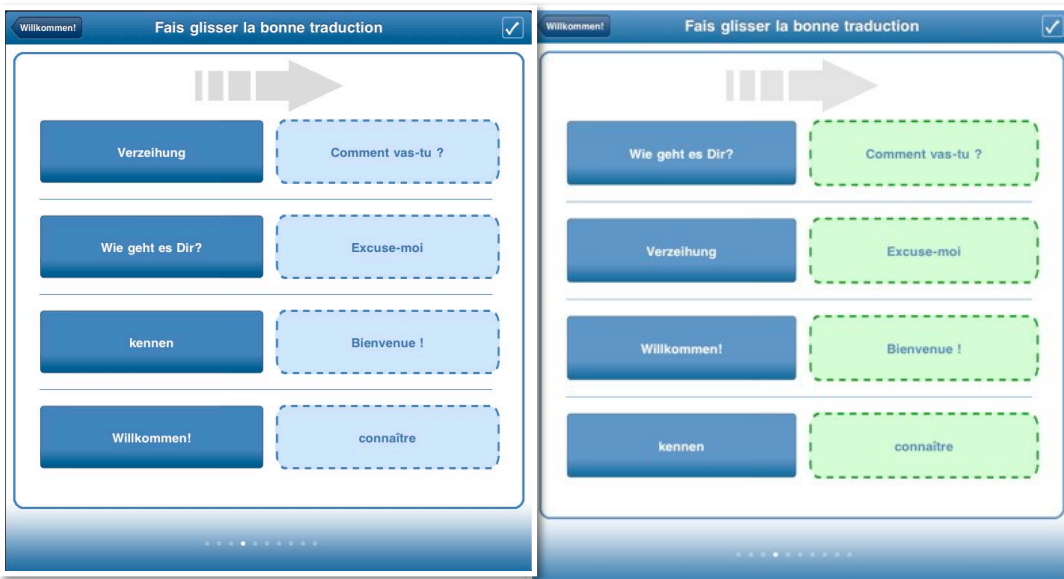 Willkommen!
Fais glisser la bonne traduction
Verzeihung
Comment vas-tu ?
Wie geht es Dir?
Excuse-moi
kennen
Bienvenue !
Willkommen!
connaître
Willkommen!
Fais glisser la bonne traduction
Wie geht es Dir?
Comment vas-tu ?
Verzeihung
Excuse-moi
Willkommen!
Bienvenue !
kennen
connaître